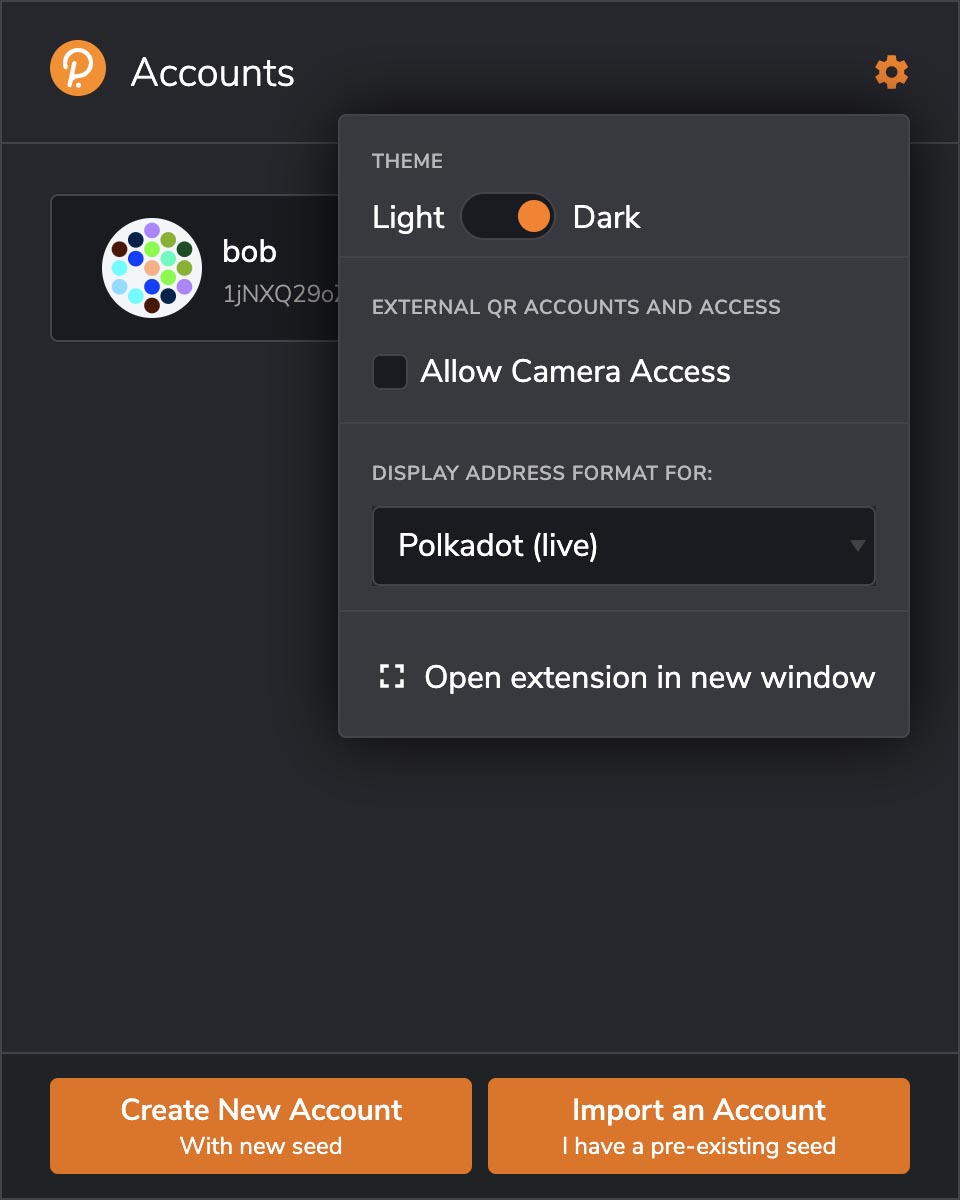 Accounts
THEME
Light Dark
bob
1jNXQ29o
EXTERNAL QR ACCOUNTS AND ACCESS
Allow Camera Access
DISPLAY ADDRESS FORMAT FOR:
Polkadot (live)
Open extension in new window
Create New Account
With new seed
Import an Account
I have a pre-existing seed